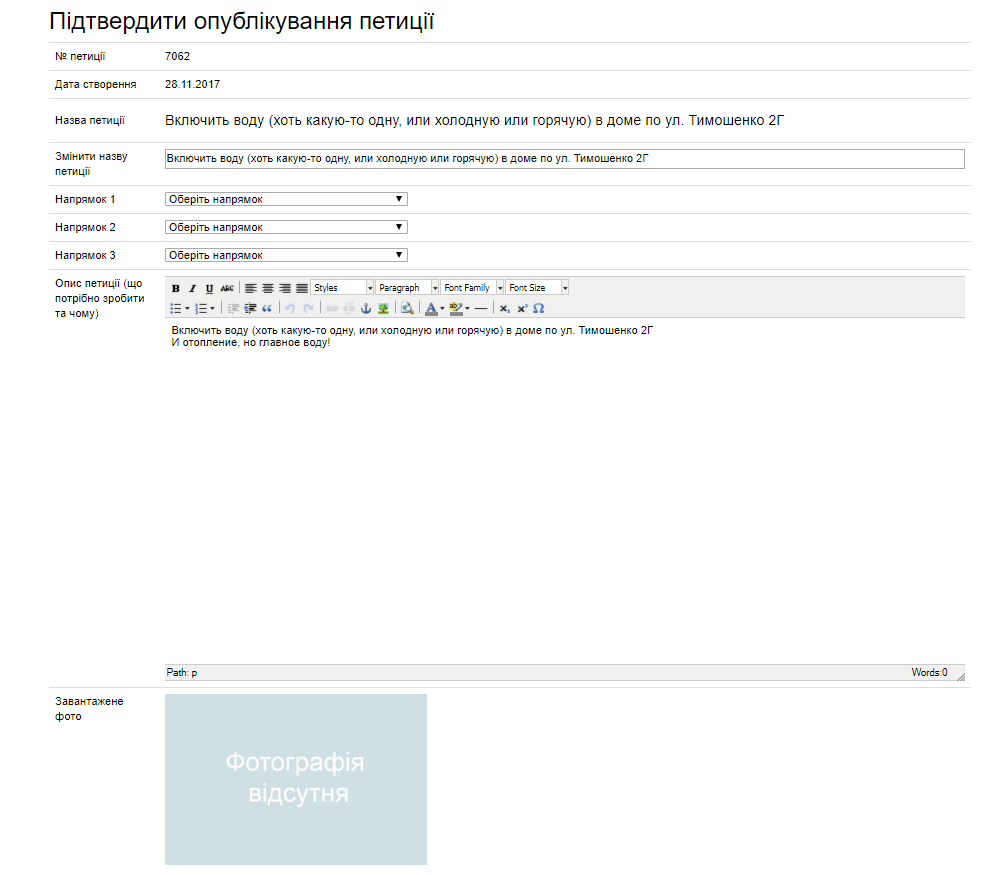 Підтвердити опублікування петиції
№ петиції 7062
Дата створення 28.11.2017
Назва петиції Включить воду (хоть какую-то одну, или холодную или горячую) в доме по ул. Тимошенко 2Г
Змінити назву
петиції
Включить воду (хоть какую-то одну, или холодную или горячую) в доме по ул. Тимошенко 2Г
Напрямок 1 Оберіть напрямок
Напрямок 2 Оберіть напрямок
Напрямок 3 Оберіть напрямок
Опис петиції (що
потрібно зробити
та чому)
B I U ABC Styles Paragraph Font Family Font Size
Включить воду (хоть какую-то одну, или холодную или горячую) в доме по ул. Тимошенко 2Г
И отопление, но главное воду!
Path: p Words:0
Завантажене
фото
Фотографія
відсутня